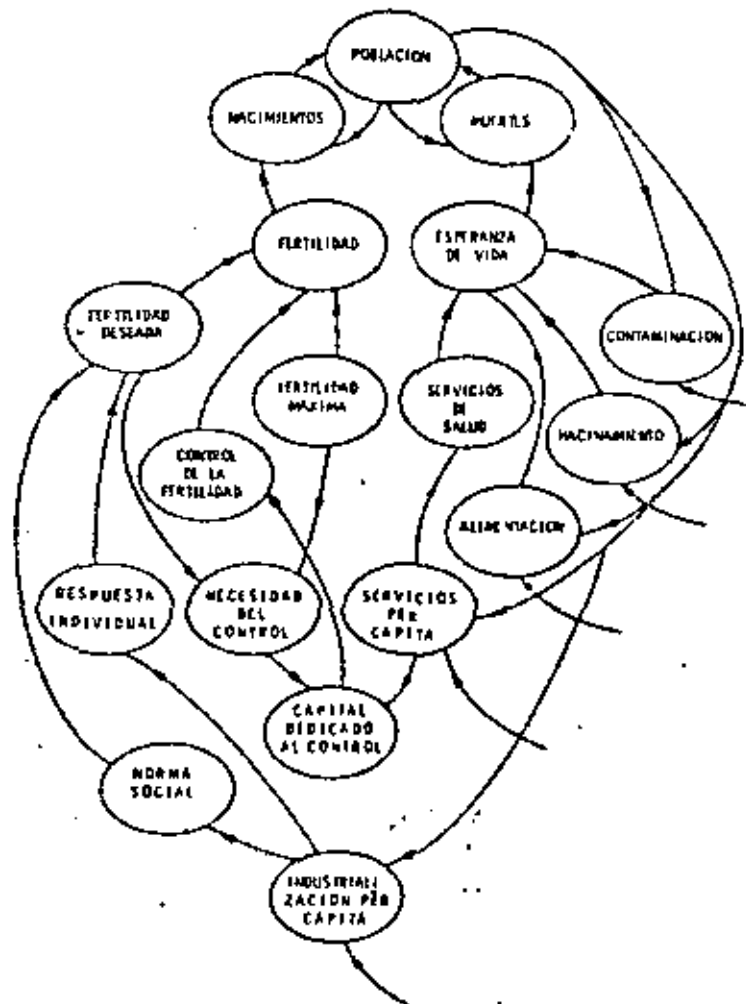 POBLACION
NACIMIENTOS
MUERTES
FERTILIDAD
ESPERANZA
DE VIDA
FERTILIDAD
DESEADA
CONTAMINACION
FERTILIDAD
MÁXIMA
SERVICIOS
DE
SALUD
HACINAMIENTO
CONTROL
DE LA
FERTILIDAD
ALIMENTACION
RESPUESTA
INDIVIDUAL
NECESIDAD
DEL
CONTROL
SERVICIOS
PER
CAPITA
CAPITAL
DEDICADO
AL CONTROL
NORMA
SOCIAL
INDUSTRIALI
ZACION PER
CAPITA